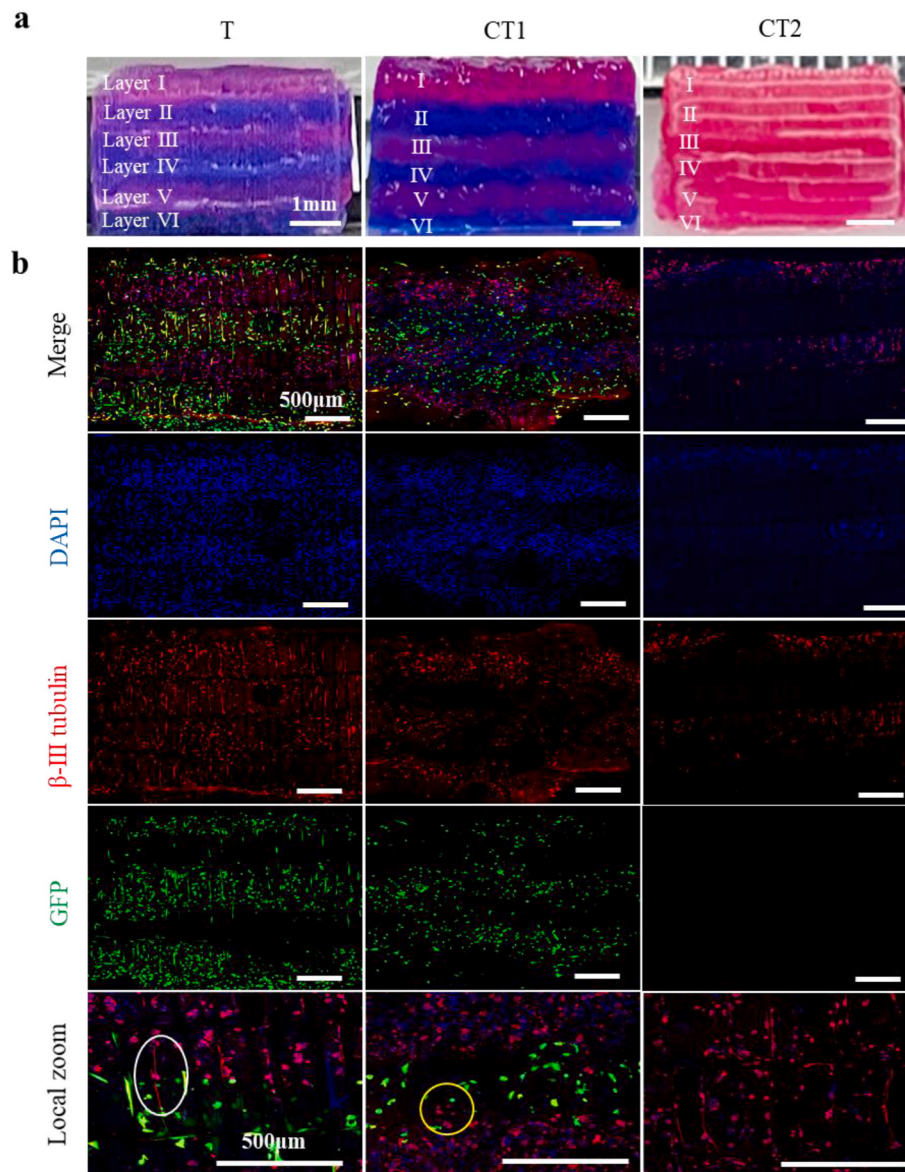 a
T
CT1
CT2
Layer I
Layer II
Layer III
Layer IV
Layer V
Layer VI
1mm
I
II
III
IV
V
VI
I
II
III
IV
V
VI
b
Merge
500μm
DAPI
β-III tubulin
GFP
Local zoom
500μm